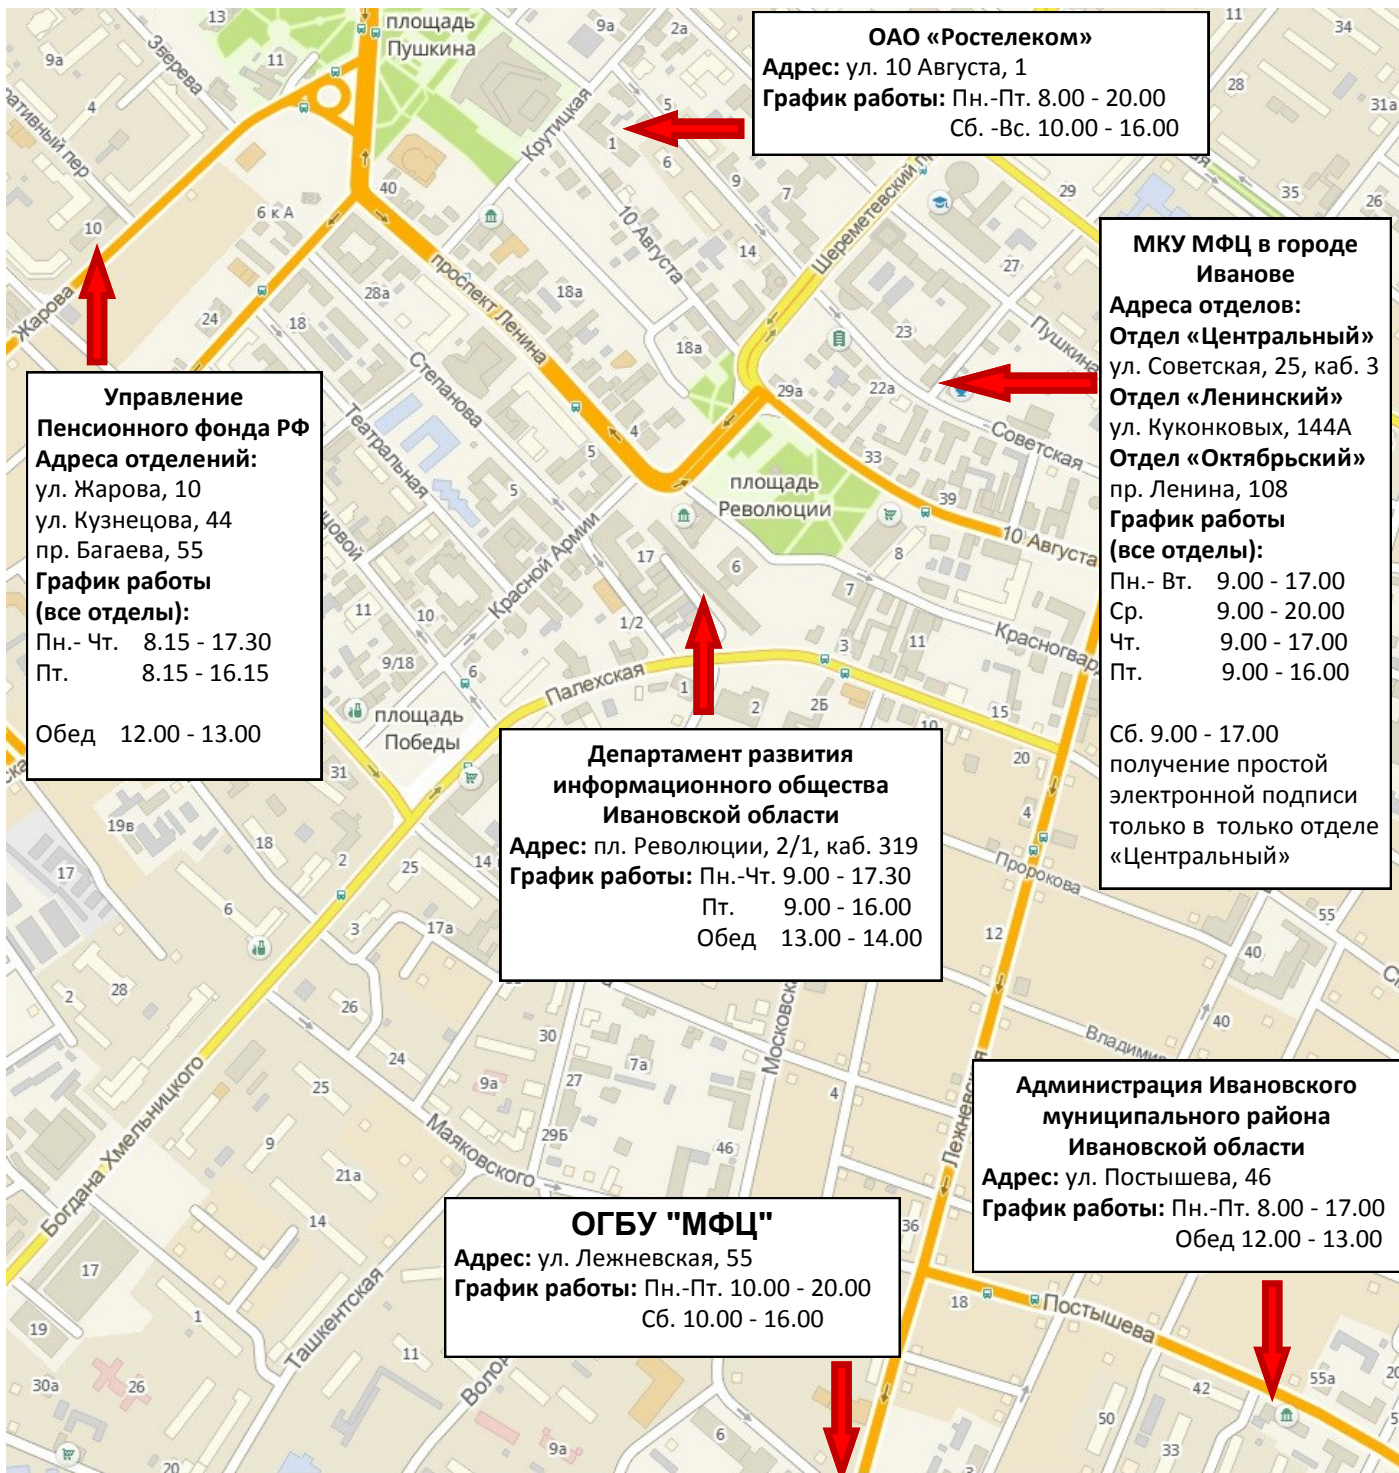 ОАО «Ростелеком»
Адрес: ул. 10 Августа, 1
График работы: Пн.-Пт. 8.00 - 20.00
Сб. -Вс. 10.00 - 16.00
МКУ МФЦ в городе
Иванове
Адреса отделов:
Отдел «Центральный»
ул. Советская, 25, каб. 3
Отдел «Ленинский»
ул. Куконковых, 144А
Отдел «Октябрьский»
пр. Ленина, 108
График работы
(все отделы):
Пн.- Вт. 9.00 - 17.00
Ср. 9.00 - 20.00
Чт. 9.00 - 17.00
Пт. 9.00 - 16.00
Сб. 9.00 - 17.00
получение простой
электронной подписи
только в только отделе
«Центральный»
Управление
Пенсионного фонда РФ
Адреса отделений:
ул. Жарова, 10
ул. Кузнецова, 44
пр. Багаева, 55
График работы
(все отделы):
Пн.- Чт. 8.15 - 17.30
Пт. 8.15 - 16.15
Обед 12.00 - 13.00
Департамент развития
информационного общества
Ивановской области
Адрес: пл. Революции, 2/1, каб. 319
График работы: Пн.-Чт. 9.00 - 17.30
Пт. 9.00 - 16.00
Обед 13.00 - 14.00
Администрация Ивановского
муниципального района
Ивановской области
Адрес: ул. Постышева, 46
График работы: Пн.-Пт. 8.00 - 17.00
Обед 12.00 - 13.00
ОГБУ "МФЦ"
Адрес: ул. Лежневская, 55
График работы: Пн.-Пт. 10.00 - 20.00
Сб. 10.00 - 16.00
площадь
Пушкина
Зверева
ративный пер
Крутицкая
10 Августа
Шереметевский пр
Пушкина
Жарова
проспект Ленина
Степанова
Театральная
Советская
площадь
Революции
10 Августа
Красной Армии
Красногвар
Палехская
площадь
Победы
Пророкова
Московска
Владимир
Лежневская
Маяковского
Богдана Хмельницкого
Ташкентская
Волод
Постышева